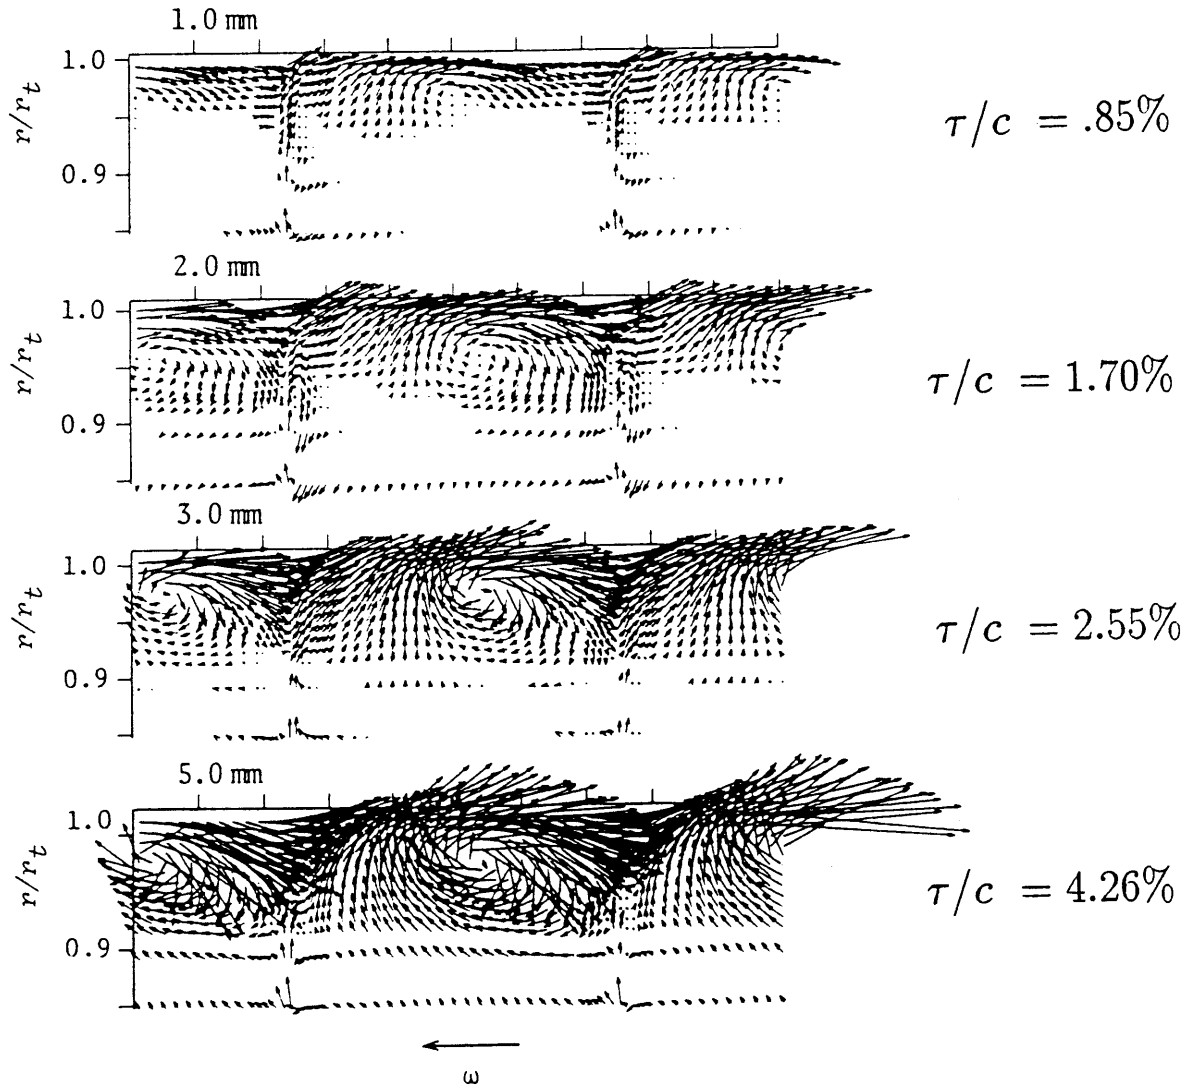 1.0 mm
1.0
r/r_t
0.9
τ/c = .85%
2.0 mm
1.0
r/r_t
0.9
τ/c = 1.70%
3.0 mm
1.0
r/r_t
0.9
τ/c = 2.55%
5.0 mm
1.0
r/r_t
0.9
τ/c = 4.26%
ω